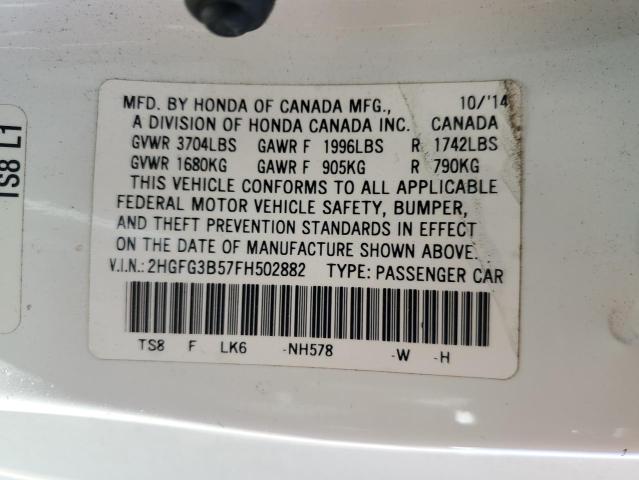 MFD. BY HONDA OF CANADA MFG., 10/'14
A DIVISION OF HONDA CANADA INC. CANADA
GVWR 3704LBS GAWR F 1996LBS R 1742LBS
GVWR 1680KG GAWR F 905KG R 790KG
THIS VEHICLE CONFORMS TO ALL APPLICABLE
FEDERAL MOTOR VEHICLE SAFETY, BUMPER,
AND THEFT PREVENTION STANDARDS IN EFFECT
ON THE DATE OF MANUFACTURE SHOWN ABOVE.
V.I.N.: 2HGFG3B57FH502882 TYPE: PASSENGER CAR
TS8 F LK6 -NH578 -W -H
TS8 L1